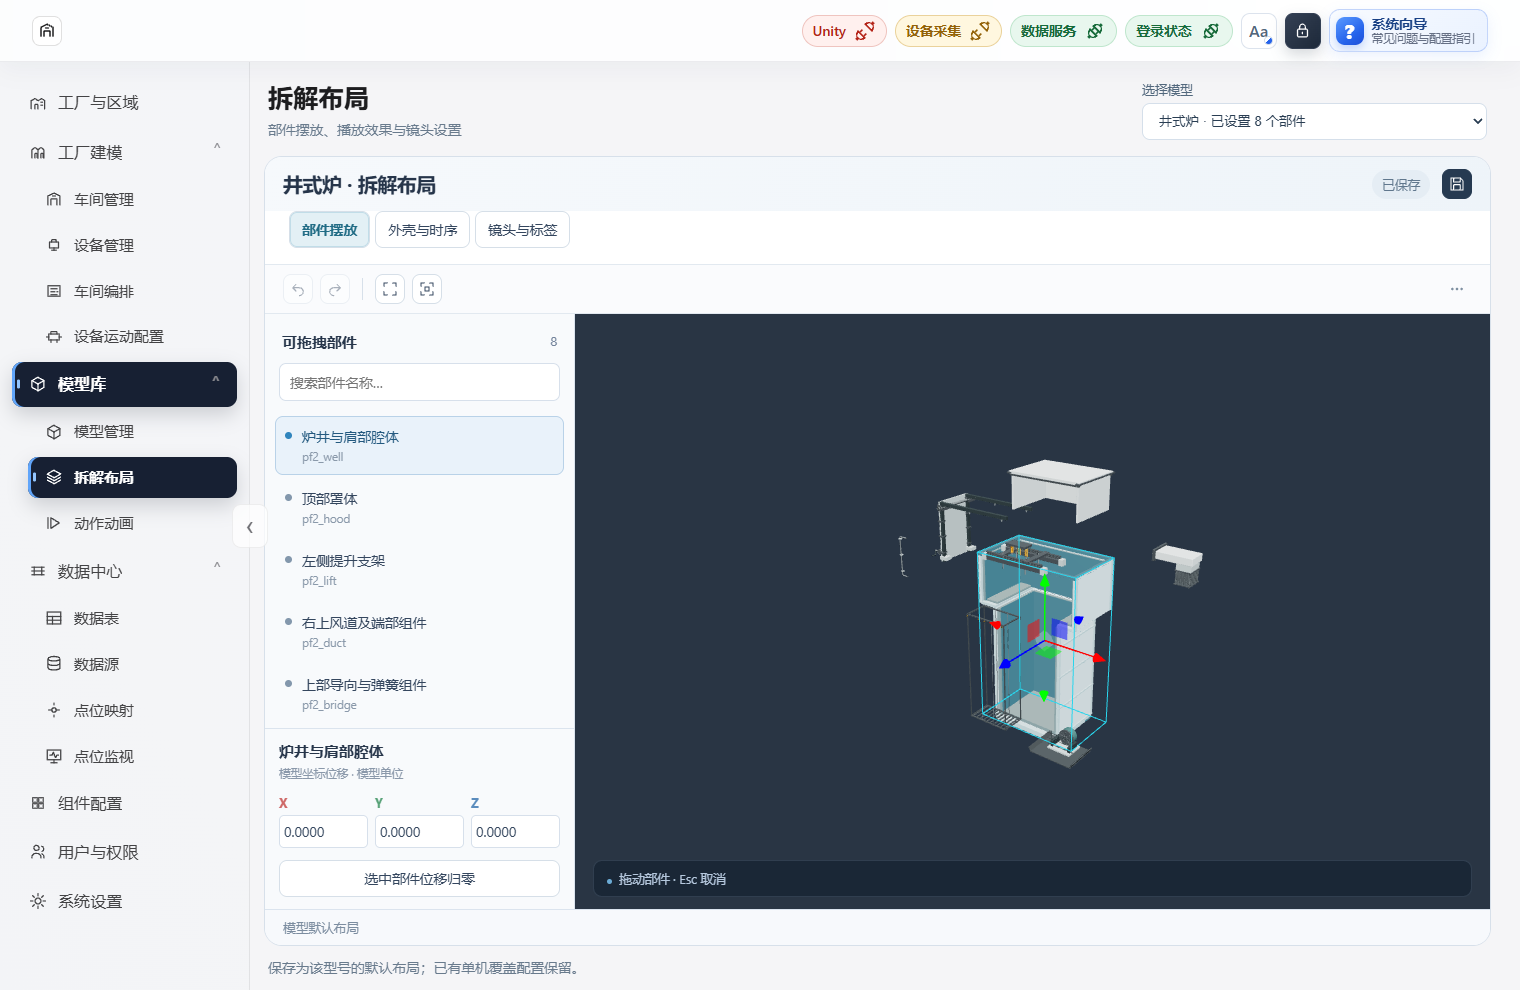 Unity
设备采集
数据服务
登录状态
Aa
?
系统向导
常见问题与配置指引
工厂与区域
工厂建模
车间管理
设备管理
车间编排
设备运动配置
模型库
模型管理
拆解布局
动作动画
数据中心
数据表
数据源
点位映射
点位监视
组件配置
用户与权限
系统设置
拆解布局
部件摆放、播放效果与镜头设置
选择模型
井式炉 · 已设置 8 个部件
井式炉 · 拆解布局
已保存
部件摆放
外壳与时序
镜头与标签
可拖拽部件
8
搜索部件名称...
炉井与肩部腔体
pf2_well
顶部罩体
pf2_hood
左侧提升支架
pf2_lift
右上风道及端部组件
pf2_duct
上部导向与弹簧组件
pf2_bridge
炉井与肩部腔体
模型坐标位移 · 模型单位
X Y Z
0.0000 0.0000 0.0000
选中部件位移归零
拖动部件 · Esc 取消
模型默认布局
保存为该型号的默认布局；已有单机覆盖配置保留。